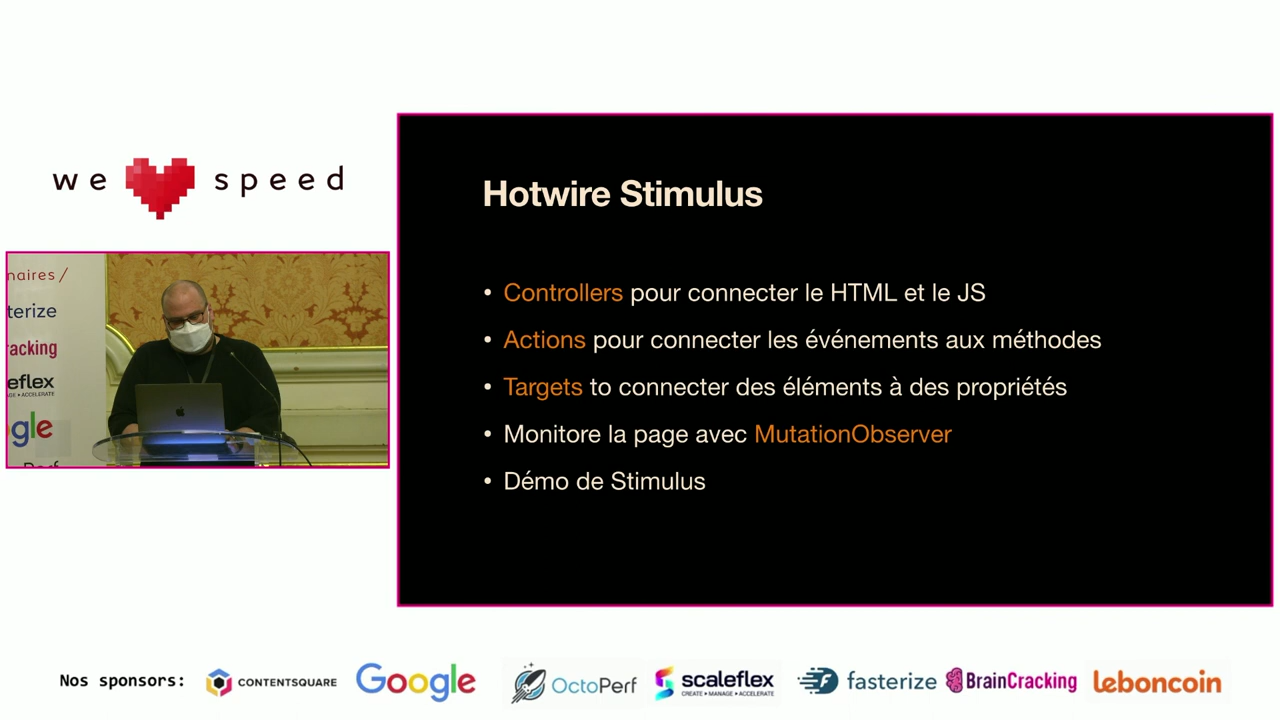 we speed
Hotwire Stimulus
• Controllers pour connecter le HTML et le JS
• Actions pour connecter les événements aux méthodes
• Targets to connecter des éléments à des propriétés
• Monitore la page avec MutationObserver
• Démo de Stimulus
naires /
terize
racking
eflex
gle
Perf
Nos sponsors:
CONTENTSQUARE
Google
OctoPerf
scaleflex
CREATE • MANAGE • ACCELERATE
fasterize
BrainCracking
leboncoin